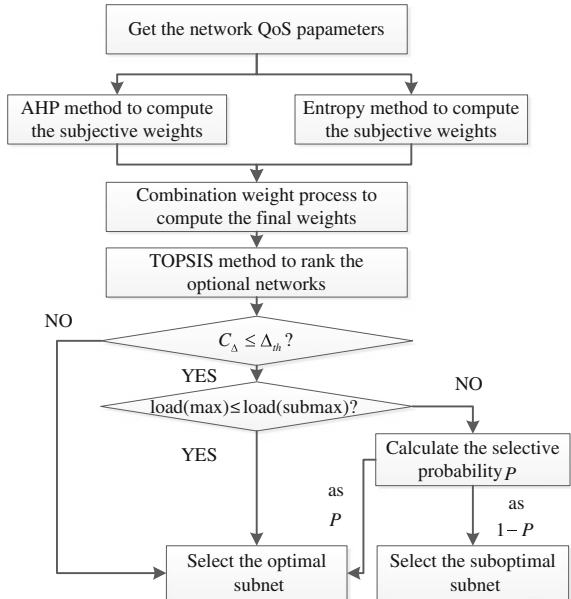 Get the network QoS papameters
AHP method to compute
the subjective weights
Entropy method to compute
the subjective weights
Combination weight process to
compute the final weights
TOPSIS method to rank the
optional networks
NO
C_Δ ≤ Δ_th ?
YES
NO
load(max)≤load(submax)?
YES
Calculate the selective
probability P
as
P
as
1− P
Select the optimal
subnet
Select the suboptimal
subnet